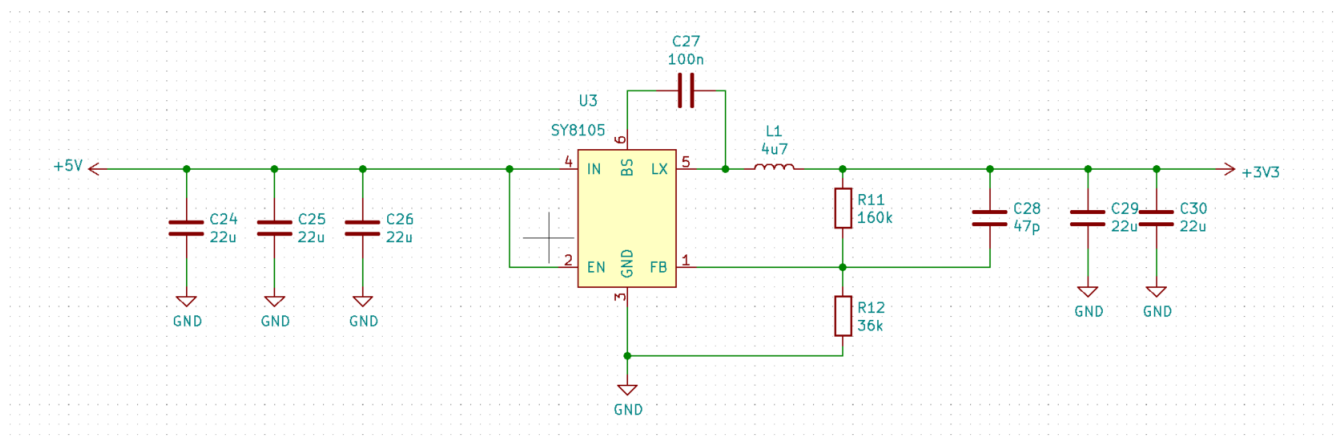 C27
100n
U3
SY8105
L1
4u7
+5V
4
IN
6
BS
LX
5
+3V3
C24
22u
C25
22u
C26
22u
R11
160k
C28
47p
C29
22u
C30
22u
2
EN
GND
3
FB
1
R12
36k
GND
GND
GND
GND
GND
GND